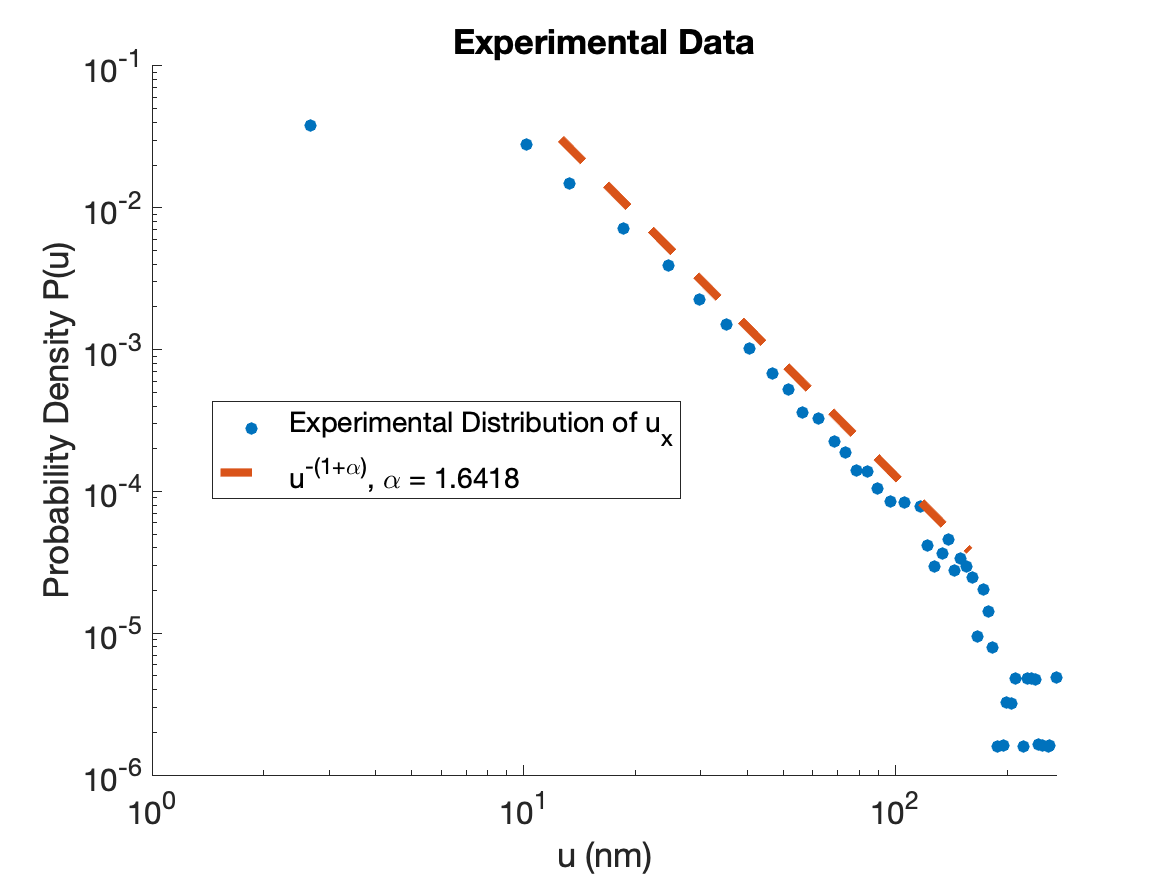 Experimental Data
Probability Density P(u)
10^-1
10^-2
10^-3
10^-4
10^-5
10^-6
Experimental Distribution of u_x
u^-(1+α), α = 1.6418
10^0 10^1 10^2
u (nm)